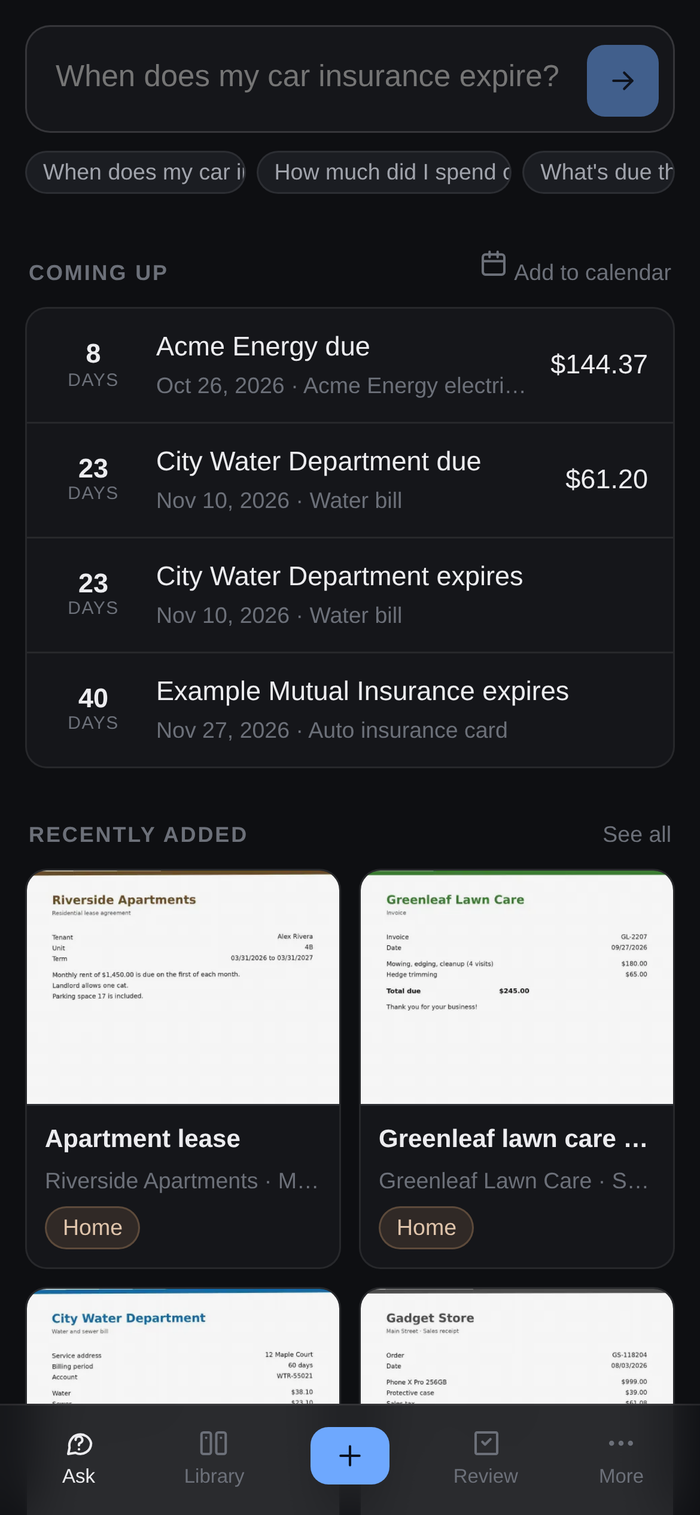 When does my car insurance expire?
When does my car i
How much did I spend o
What's due th
COMING UP
Add to calendar
8
DAYS
Acme Energy due
Oct 26, 2026 · Acme Energy electri…
$144.37
23
DAYS
City Water Department due
Nov 10, 2026 · Water bill
$61.20
23
DAYS
City Water Department expires
Nov 10, 2026 · Water bill
40
DAYS
Example Mutual Insurance expires
Nov 27, 2026 · Auto insurance card
RECENTLY ADDED
See all
Riverside Apartments
Residential lease agreement
Tenant Alex Rivera
Unit 4B
Term 03/31/2026 to 03/31/2027
Monthly rent of $1,450.00 is due on the first of each month.
Landlord allows one cat.
Parking space 17 is included.
Apartment lease
Riverside Apartments · M…
Home
Greenleaf Lawn Care
Invoice
Invoice GL-2207
Date 09/27/2026
Mowing, edging, cleanup (4 visits) $180.00
Hedge trimming $65.00
Total due $245.00
Thank you for your business!
Greenleaf lawn care …
Greenleaf Lawn Care · S…
Home
City Water Department
Water and sewer bill
Service address 12 Maple Court
Billing period 60 days
Account WTR-55021
Water $38.10
Sewer $23.10
Gadget Store
Main Street · Sales receipt
Order GS-118204
Date 08/03/2026
Phone X Pro 256GB $999.00
Protective case $39.00
Sales tax $61.08
Ask
Library
Review
More